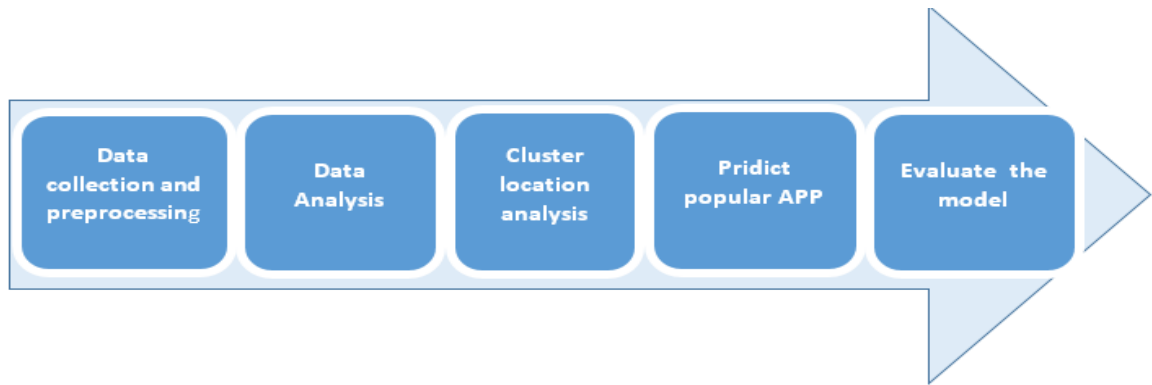 Data
collection and
preprocessing
Data
Analysis
Cluster
location
analysis
Pridict
popular APP
Evaluate the
model